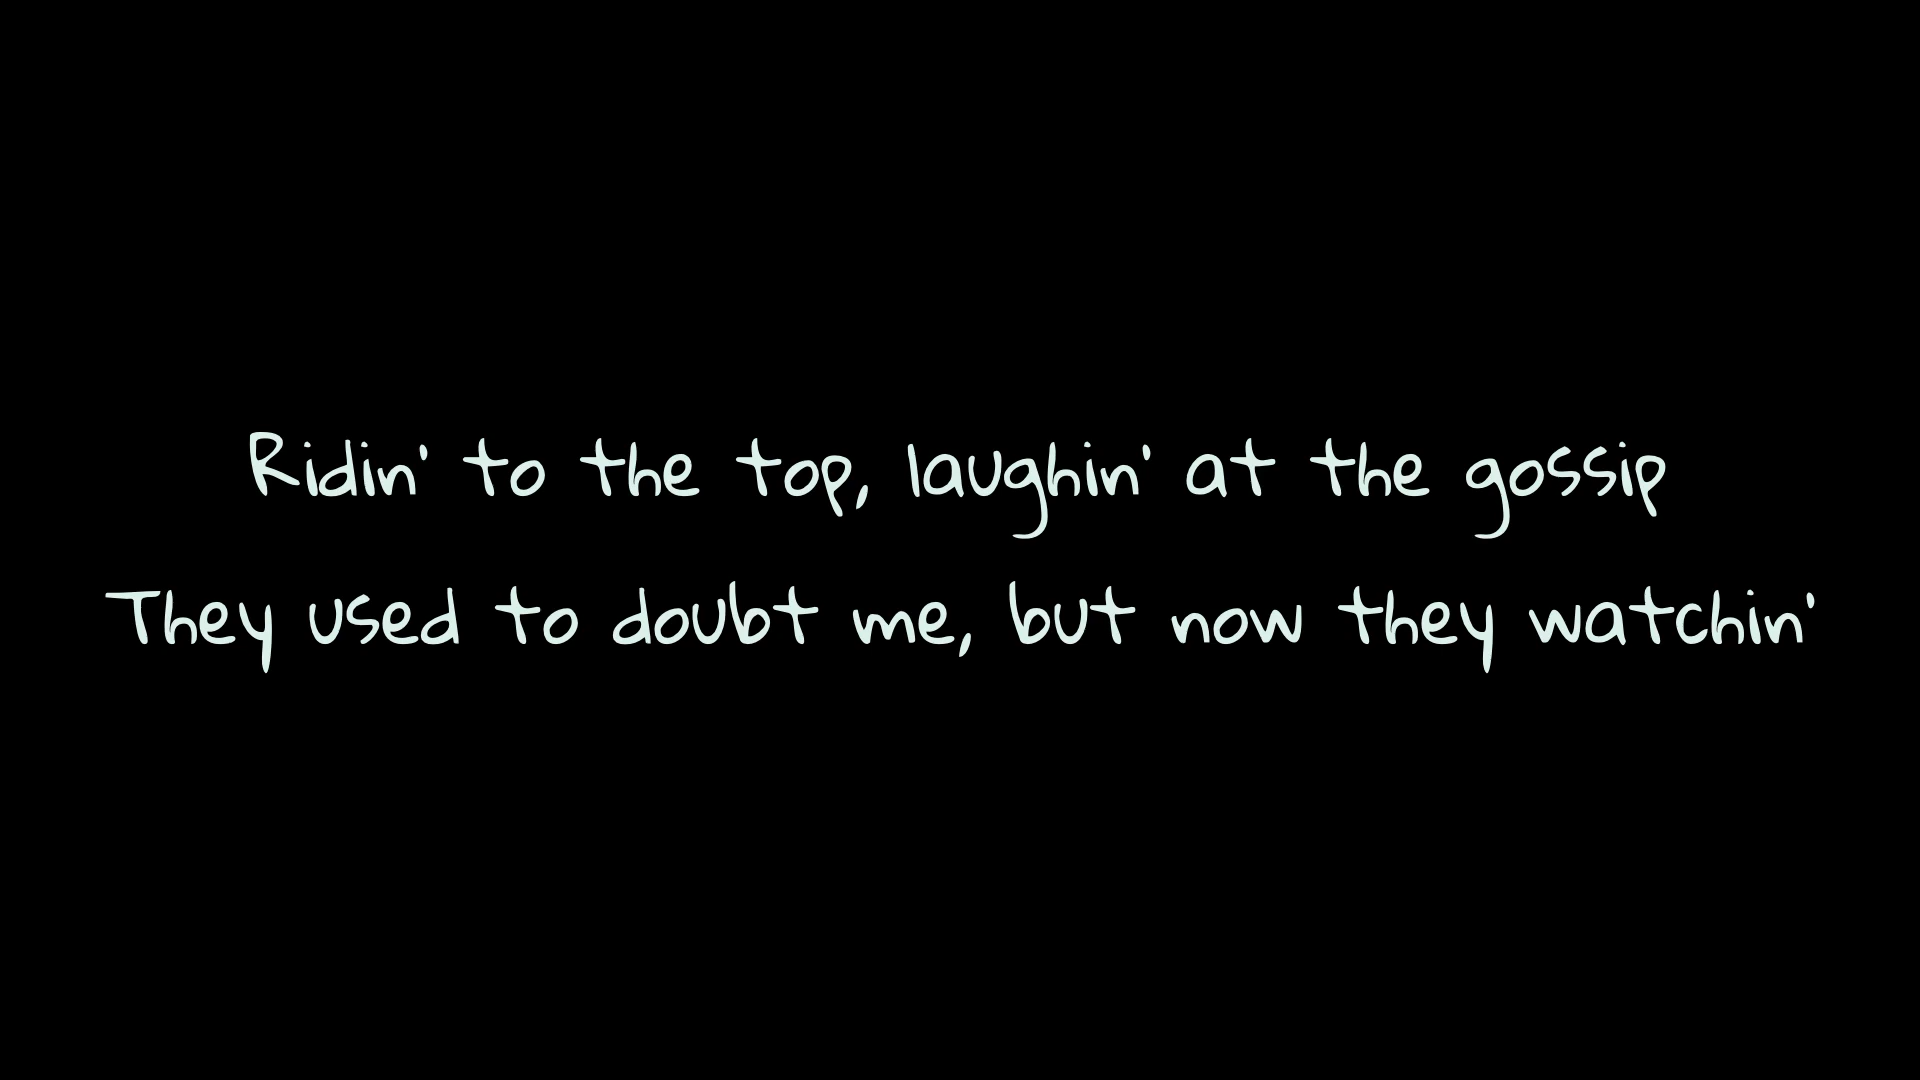 Ridin' to the top, laughin' at the gossip
They used to doubt me, but now they watchin'